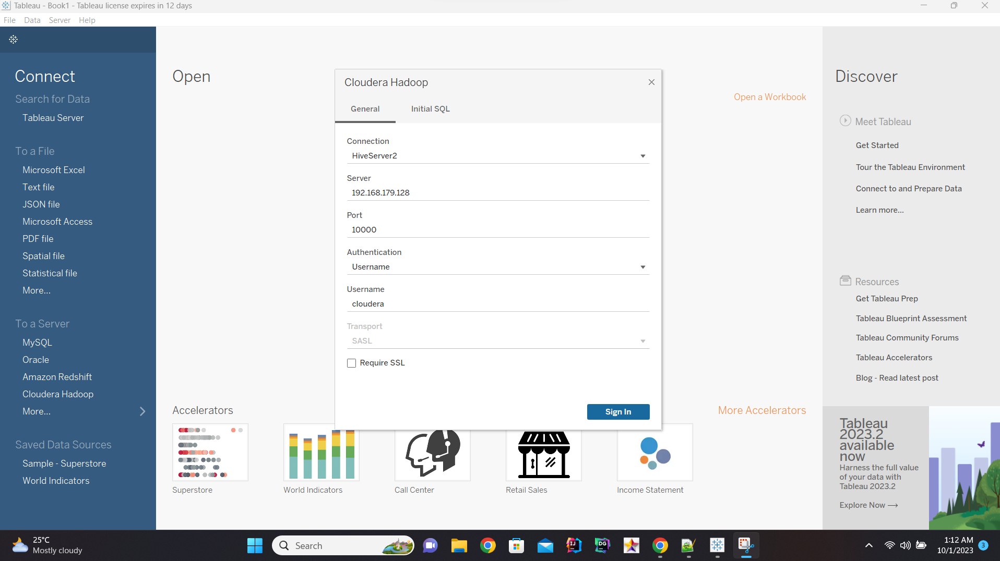 Tableau - Book1 - Tableau license expires in 12 days
File Data Server Help
Connect
Search for Data
Tableau Server
To a File
Microsoft Excel
Text file
JSON file
Microsoft Access
PDF file
Spatial file
Statistical file
More...
To a Server
MySQL
Oracle
Amazon Redshift
Cloudera Hadoop
More...
Saved Data Sources
Sample - Superstore
World Indicators
Open
Open a Workbook
Cloudera Hadoop
General Initial SQL
Connection
HiveServer2
Server
192.168.179.128
Port
10000
Authentication
Username
Username
cloudera
Transport
SASL
Require SSL
Sign In
Accelerators
More Accelerators
Superstore
World Indicators
Call Center
Retail Sales
Income Statement
Discover
Meet Tableau
Get Started
Tour the Tableau Environment
Connect to and Prepare Data
Learn more...
Resources
Get Tableau Prep
Tableau Blueprint Assessment
Tableau Community Forums
Tableau Accelerators
Blog - Read latest post
Tableau
2023.2
available
now
Harness the full value
of your data with
Tableau 2023.2
Explore Now
25°C
Mostly cloudy
Search
IJ
DG
1:12 AM
10/1/2023
3